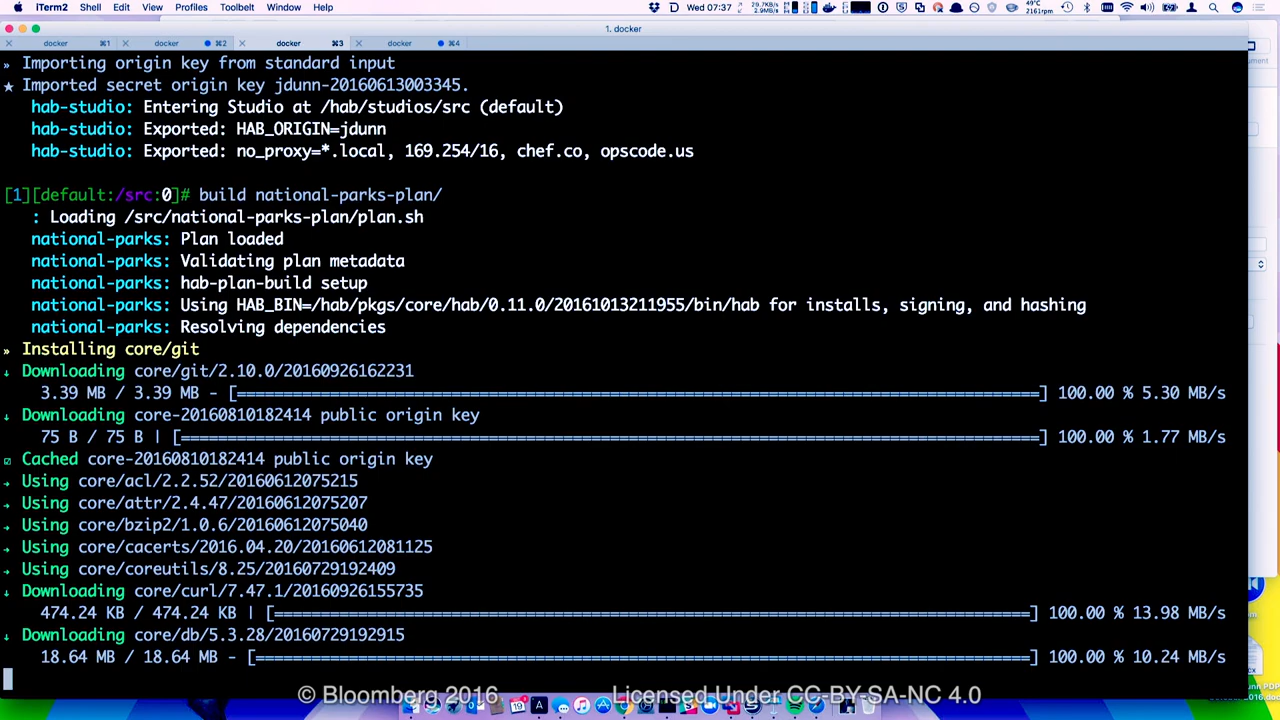 iTerm2 Shell Edit View Profiles Toolbelt Window Help 29.7KB/s 2.9MB/s 49°C 2161rpm Wed 07:37
1. docker
docker ⌘1 docker ⌘2 docker ⌘3 docker ⌘4
» Importing origin key from standard input
★ Imported secret origin key jdunn-20160613003345.
hab-studio: Entering Studio at /hab/studios/src (default)
hab-studio: Exported: HAB_ORIGIN=jdunn
hab-studio: Exported: no_proxy=*.local, 169.254/16, chef.co, opscode.us
[1][default:/src:0]# build national-parks-plan/
: Loading /src/national-parks-plan/plan.sh
national-parks: Plan loaded
national-parks: Validating plan metadata
national-parks: hab-plan-build setup
national-parks: Using HAB_BIN=/hab/pkgs/core/hab/0.11.0/20161013211955/bin/hab for installs, signing, and hashing
national-parks: Resolving dependencies
» Installing core/git
↓ Downloading core/git/2.10.0/20160926162231
3.39 MB / 3.39 MB - [=======================================] 100.00 % 5.30 MB/s
↓ Downloading core-20160810182414 public origin key
75 B / 75 B | [=======================================] 100.00 % 1.77 MB/s
☑ Cached core-20160810182414 public origin key
→ Using core/acl/2.2.52/20160612075215
→ Using core/attr/2.4.47/20160612075207
→ Using core/bzip2/1.0.6/20160612075040
→ Using core/cacerts/2016.04.20/20160612081125
→ Using core/coreutils/8.25/20160729192409
↓ Downloading core/curl/7.47.1/20160926155735
474.24 KB / 474.24 KB | [=======================================] 100.00 % 13.98 MB/s
↓ Downloading core/db/5.3.28/20160729192915
18.64 MB / 18.64 MB - [=======================================] 100.00 % 10.24 MB/s
© Bloomberg 2016. Licensed Under CC-BY-SA-NC 4.0